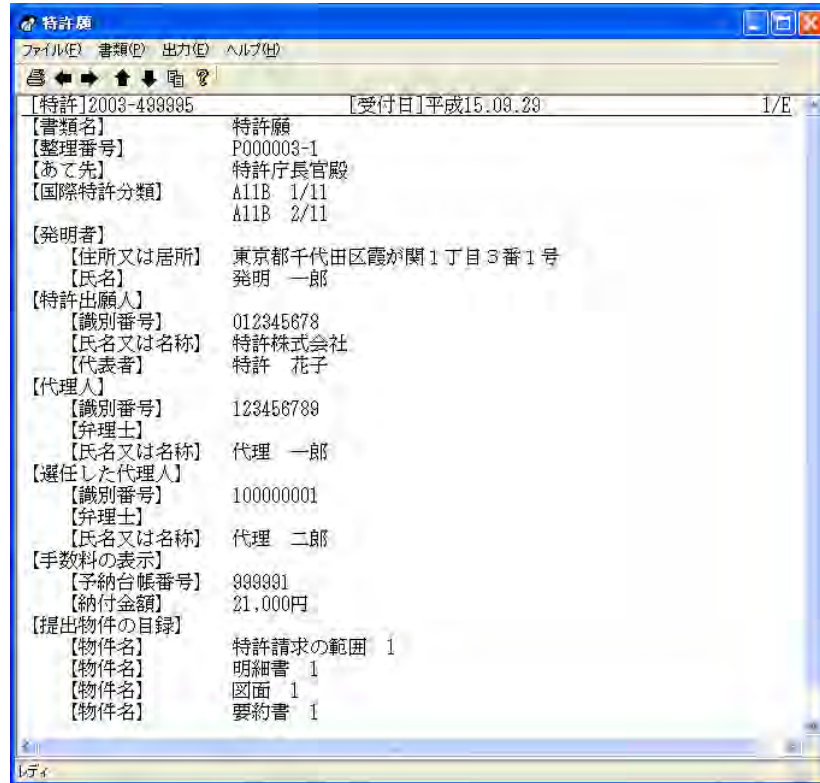 特許願
ファイル(F) 書類(P) 出力(E) ヘルプ(H)
[特許]2003-499995 [受付日]平成15.09.29 1/E
【書類名】 特許願
【整理番号】 P000003-1
【あて先】 特許庁長官殿
【国際特許分類】 A11B 1/11
A11B 2/11
【発明者】
【住所又は居所】 東京都千代田区霞が関1丁目3番1号
【氏名】 発明 一郎
【特許出願人】
【識別番号】 012345678
【氏名又は名称】 特許株式会社
【代表者】 特許 花子
【代理人】
【識別番号】 123456789
【弁理士】
【氏名又は名称】 代理 一郎
【選任した代理人】
【識別番号】 100000001
【弁理士】
【氏名又は名称】 代理 二郎
【手数料の表示】
【予納台帳番号】 999991
【納付金額】 21,000円
【提出物件の目録】
【物件名】 特許請求の範囲 1
【物件名】 明細書 1
【物件名】 図面 1
【物件名】 要約書 1
レディ